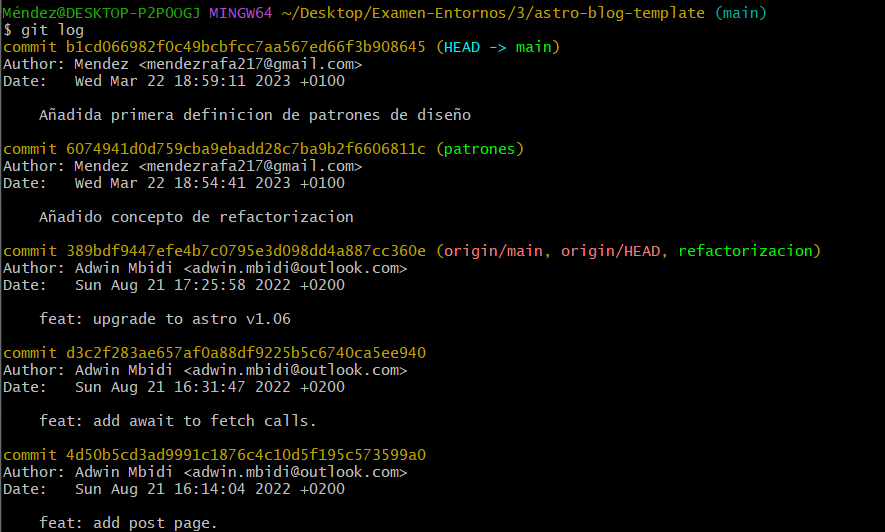 Méndez@DESKTOP-P2POOGJ MINGW64 ~/Desktop/Examen-Entornos/3/astro-blog-template (main)
$ git log
commit b1cd066982f0c49bcbfcc7aa567ed66f3b908645 (HEAD -> main)
Author: Mendez <mendezrafa217@gmail.com>
Date:   Wed Mar 22 18:59:11 2023 +0100
    Añadida primera definicion de patrones de diseño
commit 6074941d0d759cba9ebadd28c7ba9b2f6606811c (patrones)
Author: Mendez <mendezrafa217@gmail.com>
Date:   Wed Mar 22 18:54:41 2023 +0100
    Añadido concepto de refactorizacion
commit 389bdf9447efe4b7c0795e3d098dd4a887cc360e (origin/main, origin/HEAD, refactorizacion)
Author: Adwin Mbidi <adwin.mbidi@outlook.com>
Date:   Sun Aug 21 17:25:58 2022 +0200
    feat: upgrade to astro v1.06
commit d3c2f283ae657af0a88df9225b5c6740ca5ee940
Author: Adwin Mbidi <adwin.mbidi@outlook.com>
Date:   Sun Aug 21 16:31:47 2022 +0200
    feat: add await to fetch calls.
commit 4d50b5cd3ad9991c1876c4c10d5f195c573599a0
Author: Adwin Mbidi <adwin.mbidi@outlook.com>
Date:   Sun Aug 21 16:14:04 2022 +0200
    feat: add post page.